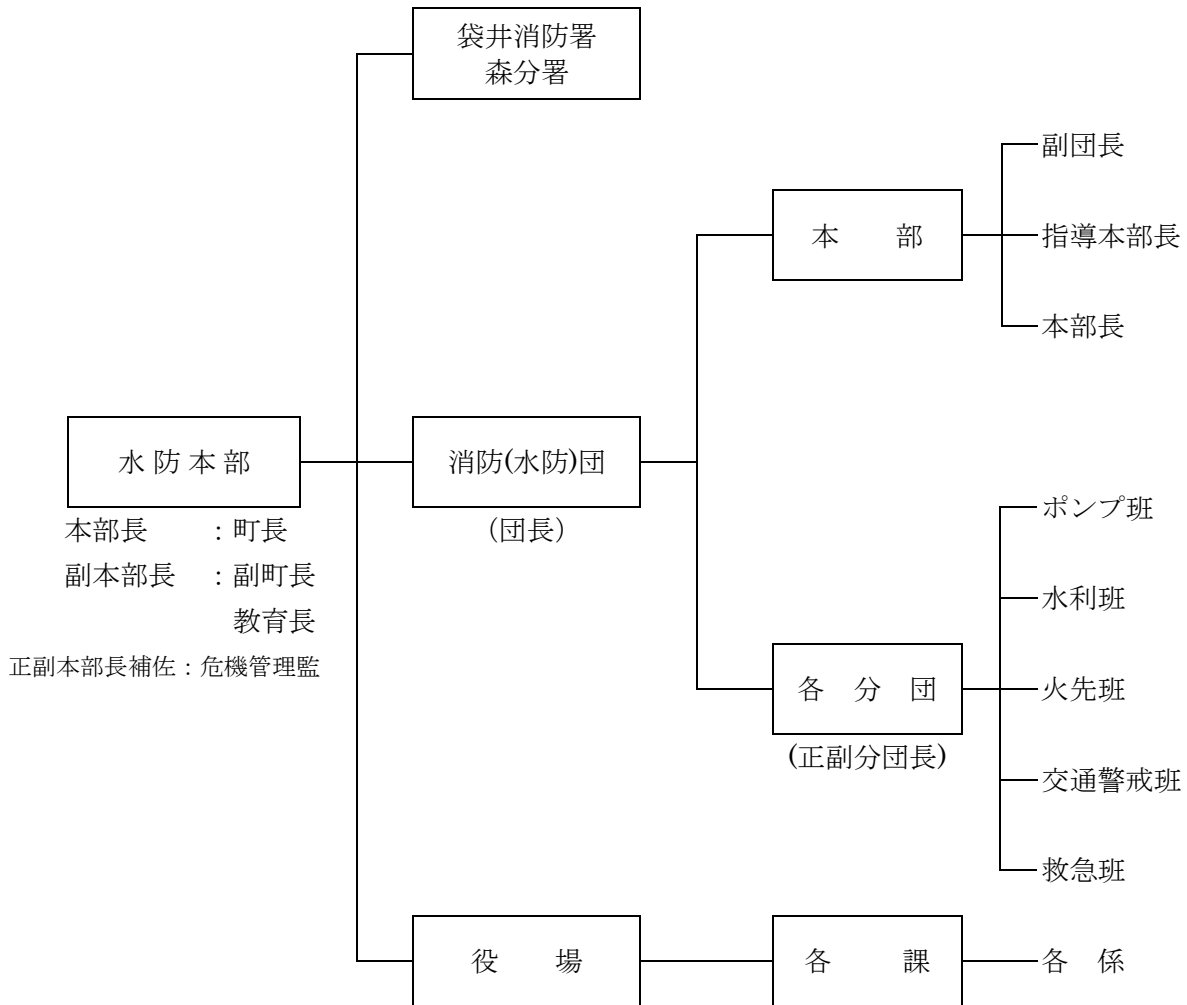 袋井消防署
森分署
副団長
本　　部
指導本部長
本部長
水 防 本 部
消防(水防)団
(団長)
本部長　　：町長
副本部長　：副町長
教育長
正副本部長補佐：危機管理監
ポンプ班
水利班
各　分　団
火先班
(正副分団長)
交通警戒班
救急班
役　　場
各　　課
各　係